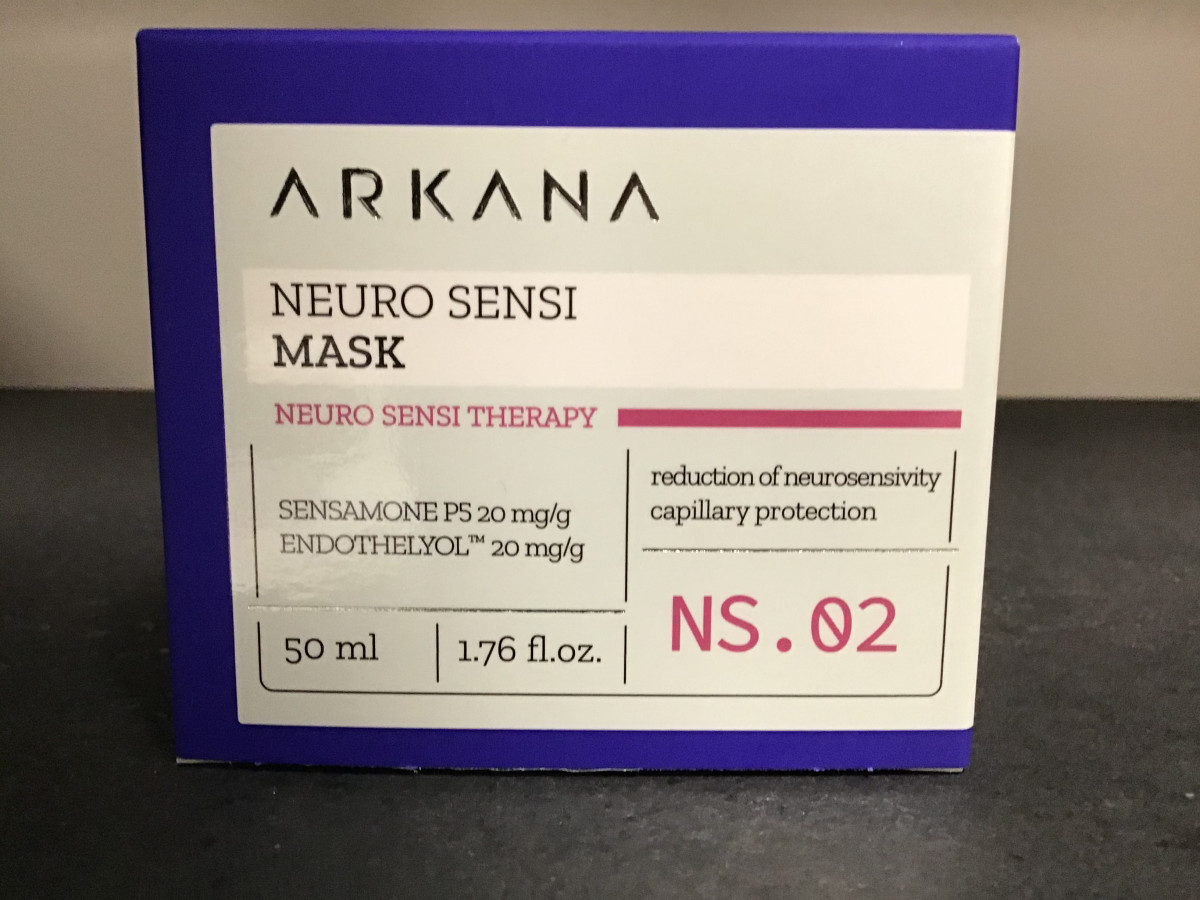 ARKANA
NEURO SENSI
MASK
NEURO SENSI THERAPY
SENSAMONE P5 20 mg/g
ENDOTHELYOL™ 20 mg/g
reduction of neurosensivity
capillary protection
50 ml
1.76 fl.oz.
NS.02